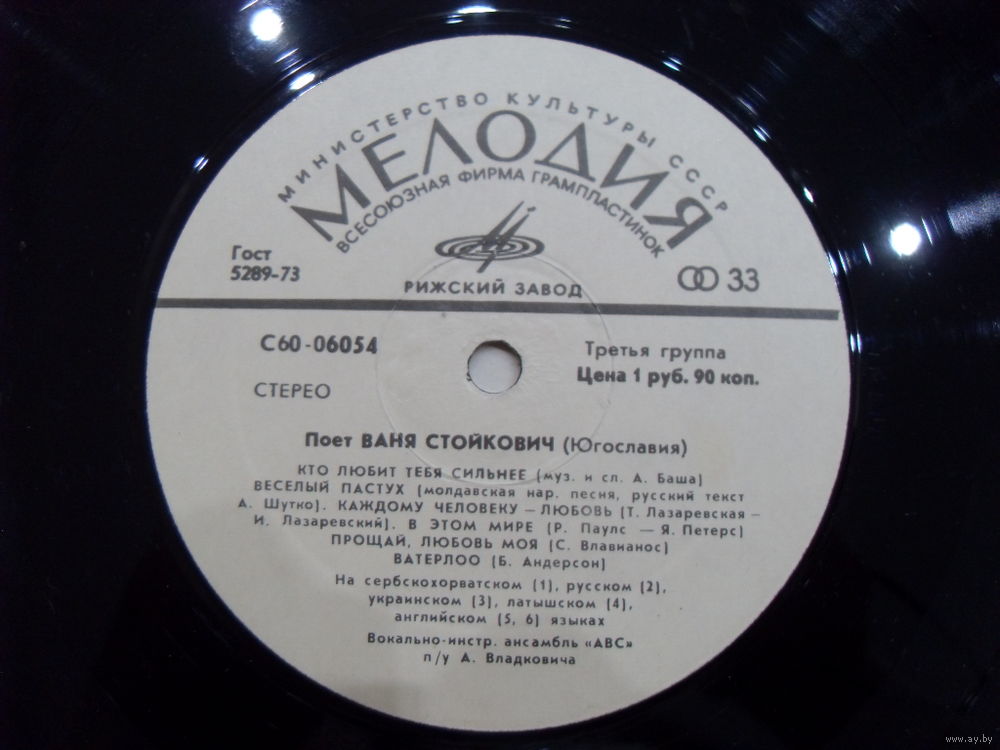 МИНИСТЕРСТВО КУЛЬТУРЫ СССР
МЕЛОДИЯ
ВСЕСОЮЗНАЯ ФИРМА ГРАМПЛАСТИНОК
Гост
5289-73
РИЖСКИЙ ЗАВОД
33
С60-06054
Третья группа
Цена 1 руб. 90 коп.
СТЕРЕО
Поет ВАНЯ СТОЙКОВИЧ (Югославия)
КТО ЛЮБИТ ТЕБЯ СИЛЬНЕЕ (муз. и сл. А. Баша)
ВЕСЕЛЫЙ ПАСТУХ (молдавская нар. песня, русский текст
А. Шутко). КАЖДОМУ ЧЕЛОВЕКУ – ЛЮБОВЬ (Т. Лазаревская –
И. Лазаревский). В ЭТОМ МИРЕ (Р. Паулс — Я. Петерс)
ПРОЩАЙ, ЛЮБОВЬ МОЯ (С. Влавианос)
ВАТЕРЛОО (Б. Андерсон)
На сербскохорватском (1), русском (2),
украинском (3), латышском (4),
английском (5, 6) языках
Вокально-инстр. ансамбль «АВС»
п/у А. Владковича
www.ay.by